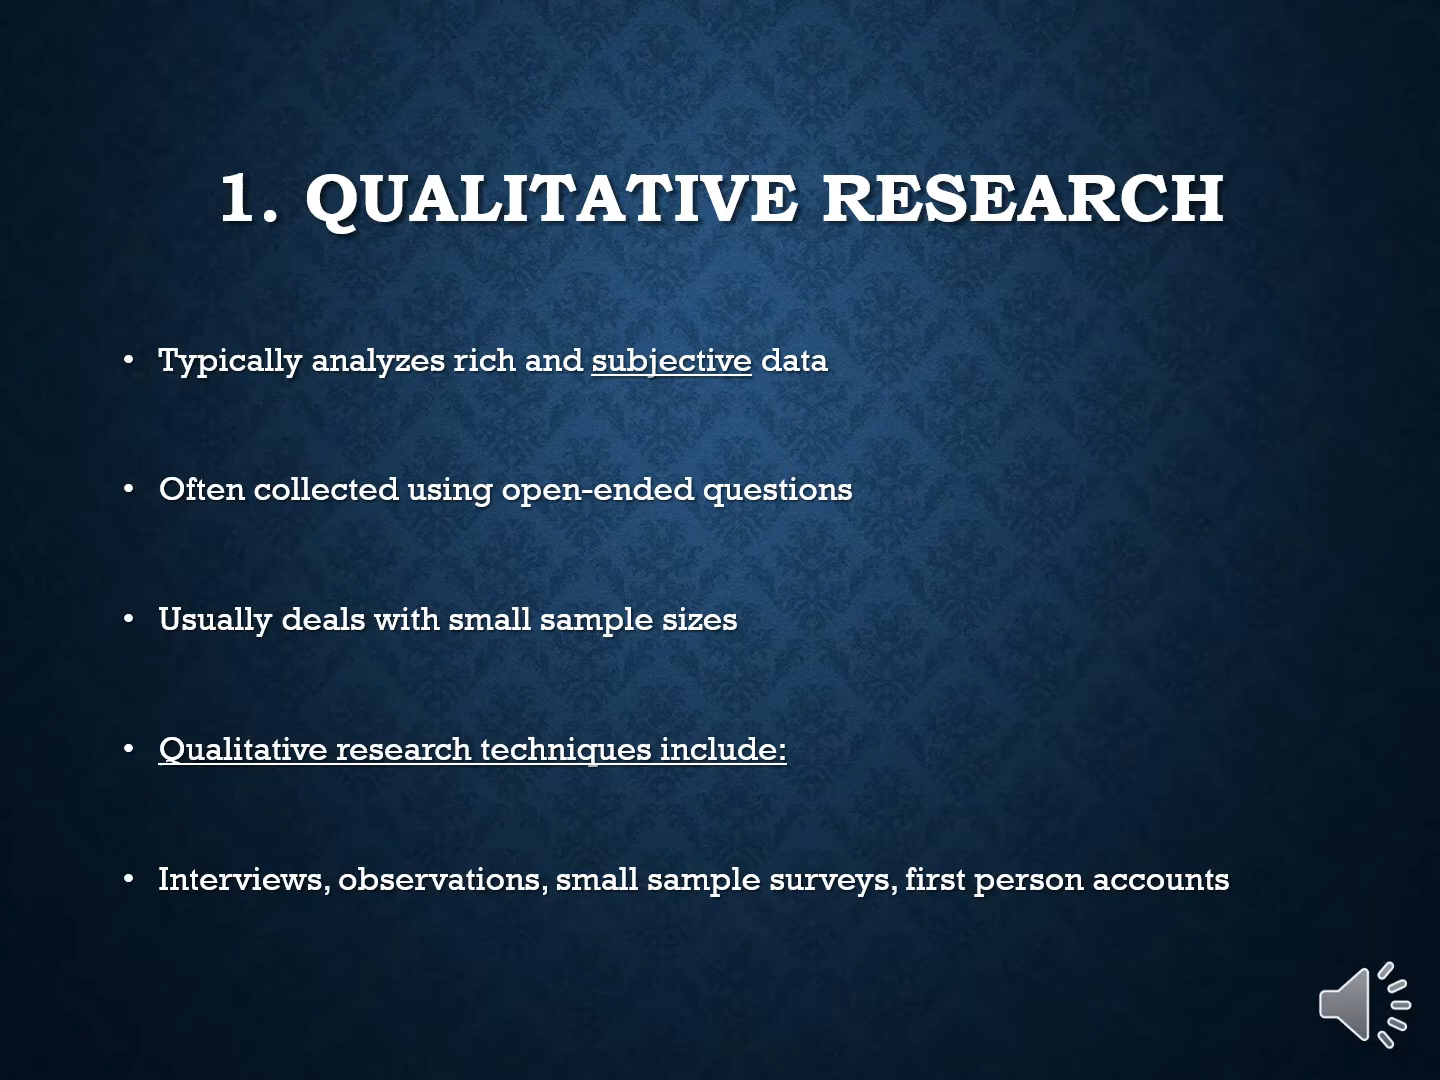 1. QUALITATIVE RESEARCH
• Typically analyzes rich and subjective data
• Often collected using open-ended questions
• Usually deals with small sample sizes
• Qualitative research techniques include:
• Interviews, observations, small sample surveys, first person accounts